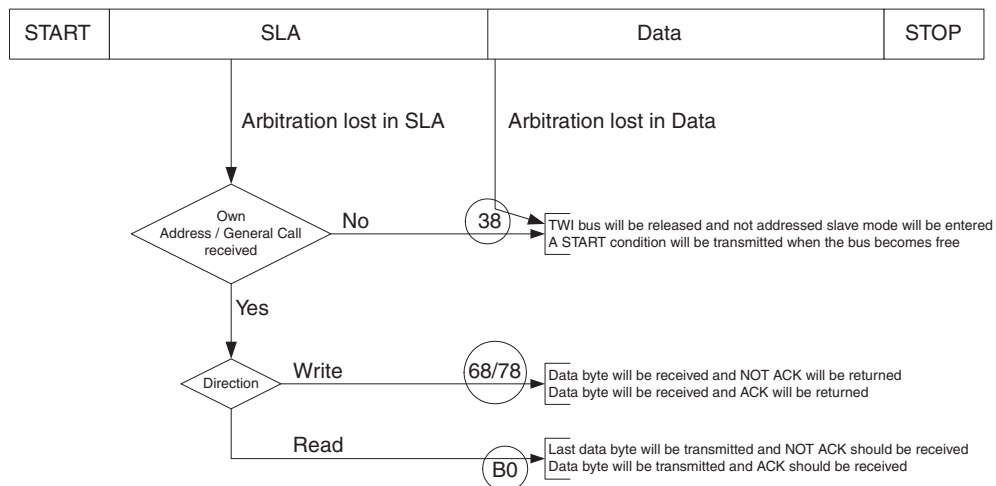 START SLA Data STOP
Arbitration lost in SLA Arbitration lost in Data
Own
Address / General Call
received
No
38
TWI bus will be released and not addressed slave mode will be entered
A START condition will be transmitted when the bus becomes free
Yes
Direction
Write
68/78
Data byte will be received and NOT ACK will be returned
Data byte will be received and ACK will be returned
Read
B0
Last data byte will be transmitted and NOT ACK should be received
Data byte will be transmitted and ACK should be received